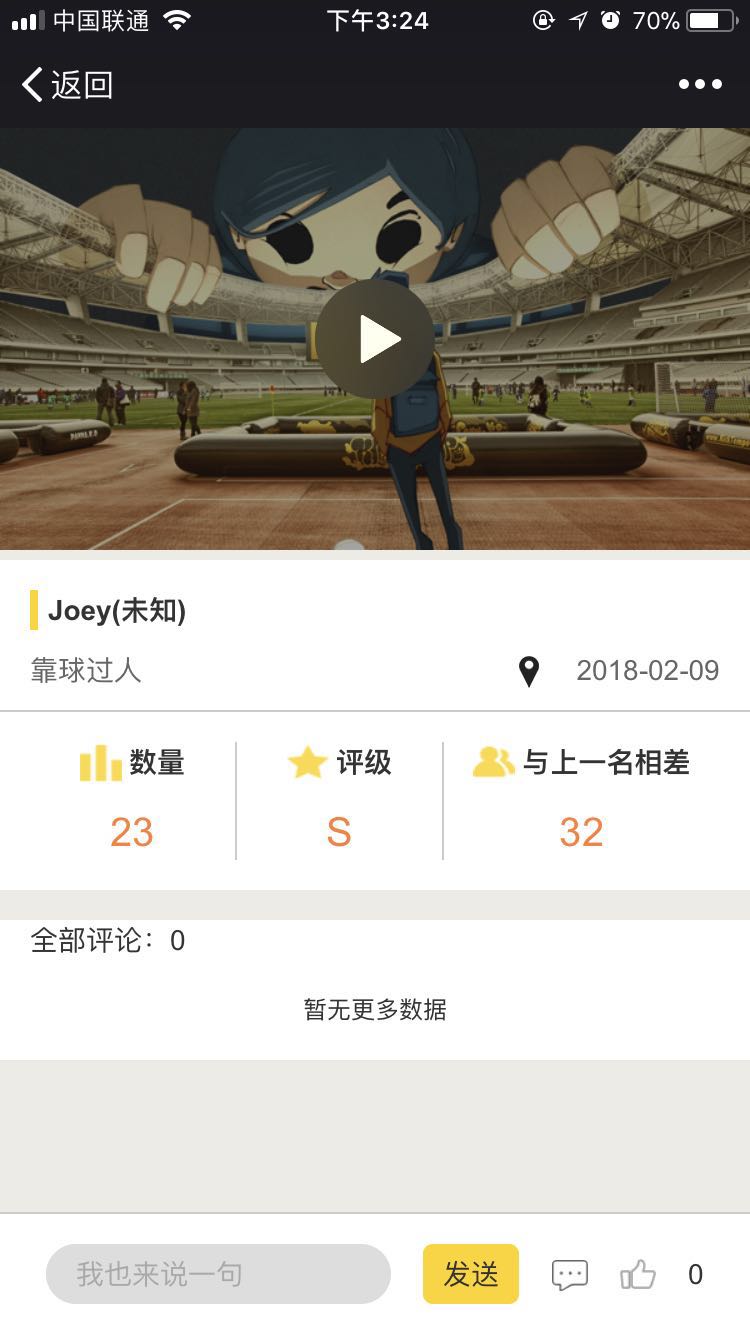 中国联通
下午3:24
70%
返回
PANNA K.O
Joey(未知)
靠球过人
2018-02-09
数量
评级
与上一名相差
23
S
32
全部评论：0
暂无更多数据
我也来说一句
发送
0